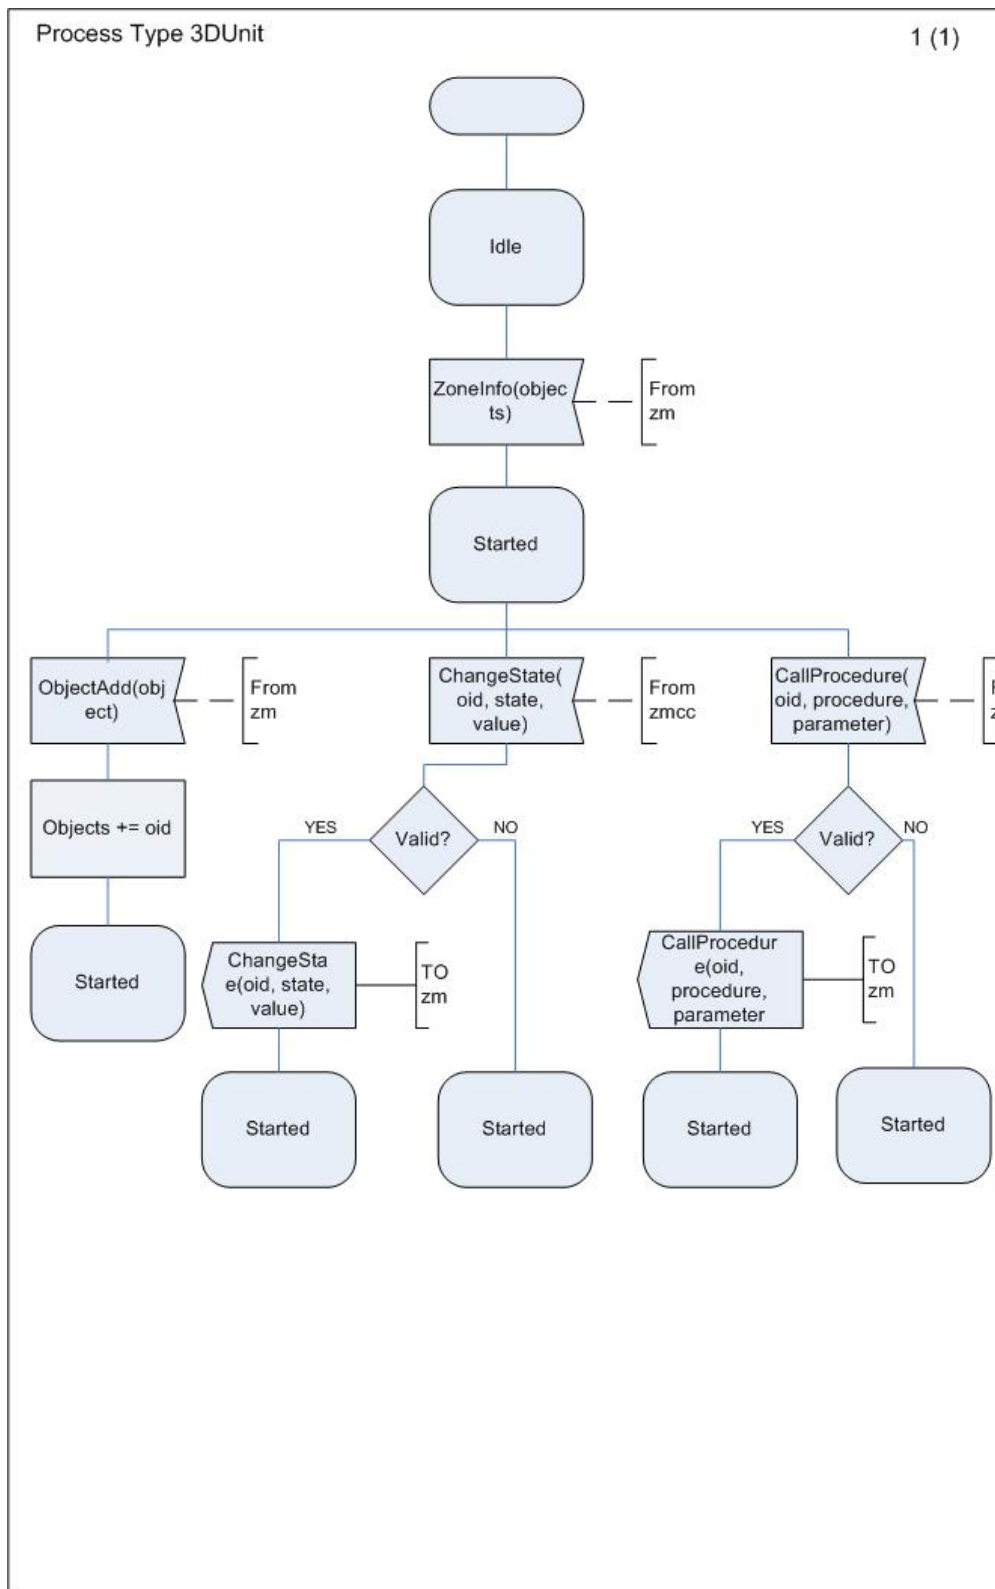 Process Type 3DUnit
1 (1)
Idle
ZoneInfo(objec
ts)
From
zm
Started
ObjectAdd(obj
ect)
From
zm
ChangeState(
oid, state,
value)
From
zmcc
CallProcedure(
oid, procedure,
parameter)
Objects += oid
YES
Valid?
NO
YES
Valid?
NO
Started
ChangeSta
e(oid, state,
value)
TO
zm
CallProcedur
e(oid,
procedure,
parameter
TO
zm
Started
Started
Started
Started